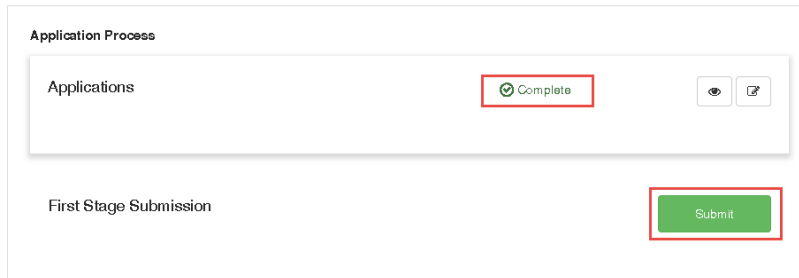 Application Process
Applications
Complete
First Stage Submission
Submit